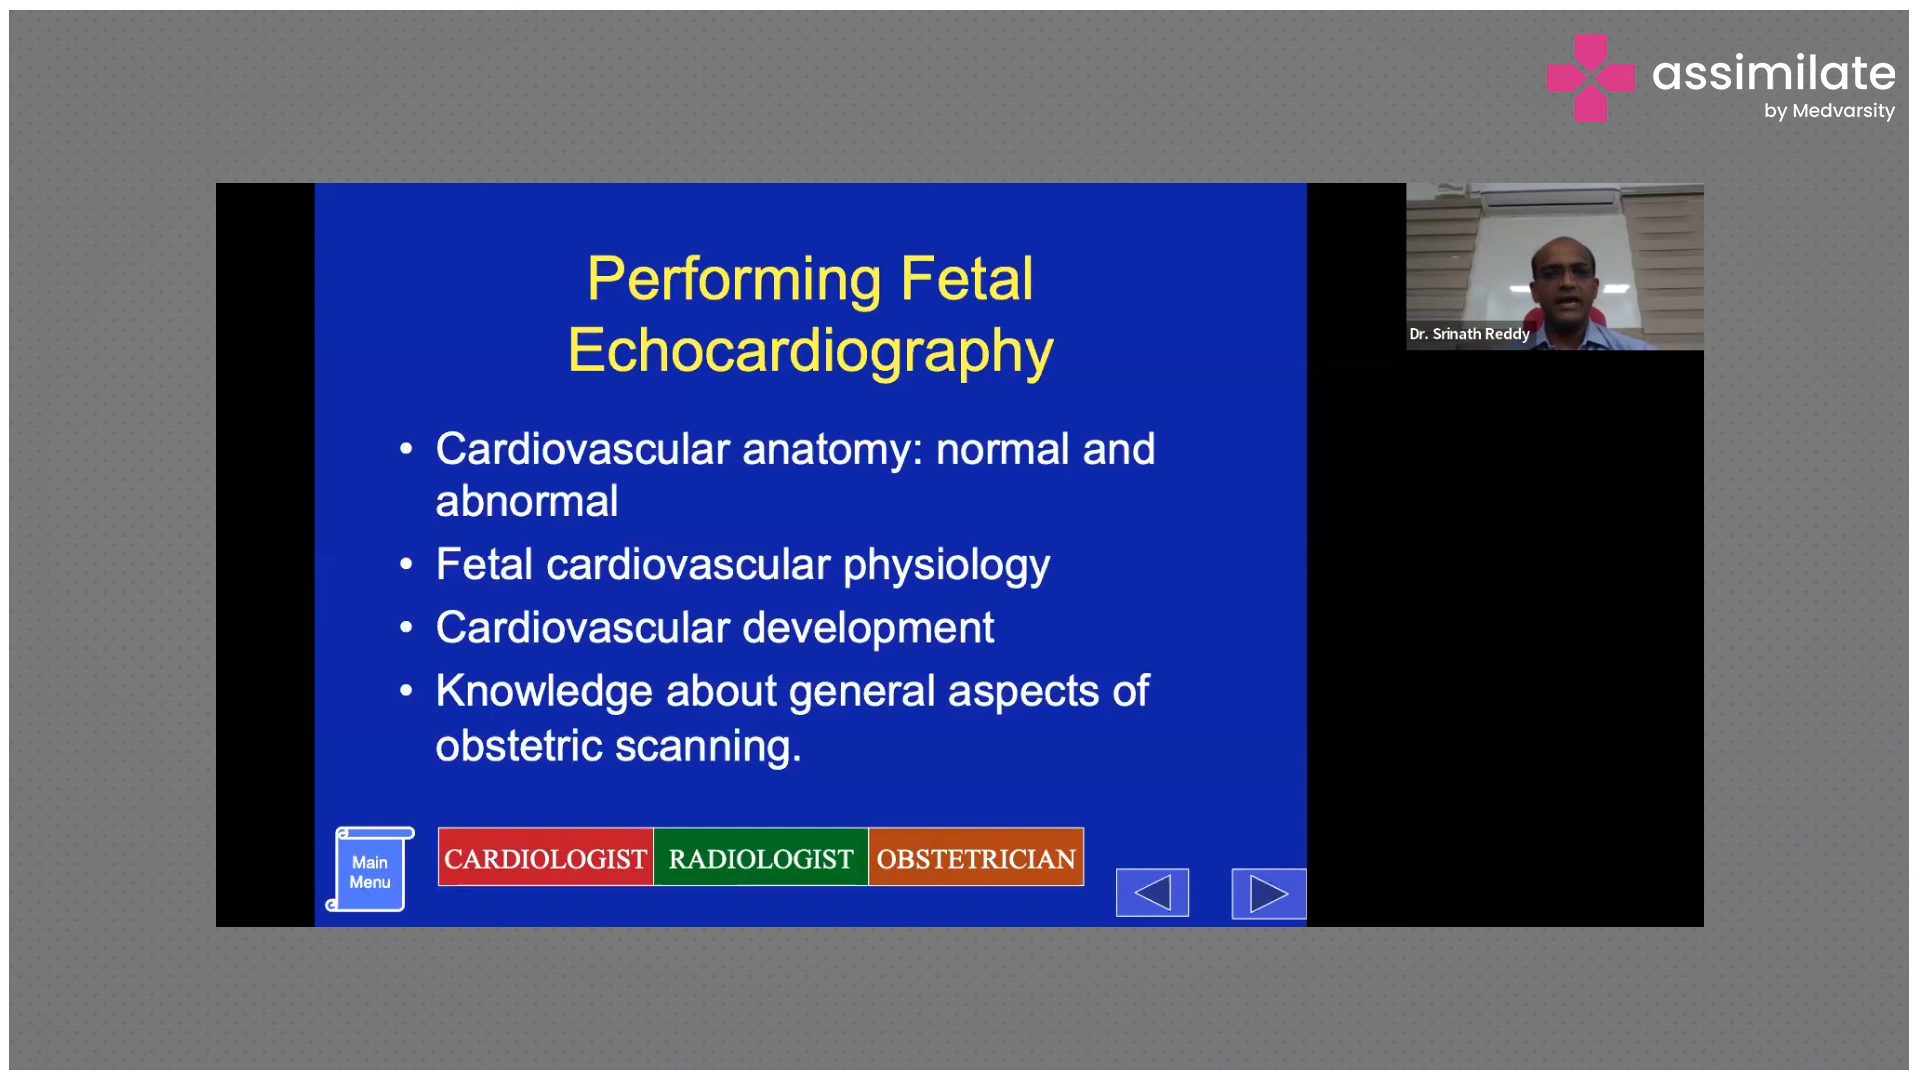 assimilate
by Medvarsity
Performing Fetal
Echocardiography
• Cardiovascular anatomy: normal and
abnormal
• Fetal cardiovascular physiology
• Cardiovascular development
• Knowledge about general aspects of
obstetric scanning.
Main
Menu
CARDIOLOGIST RADIOLOGIST OBSTETRICIAN
Dr. Srinath Reddy